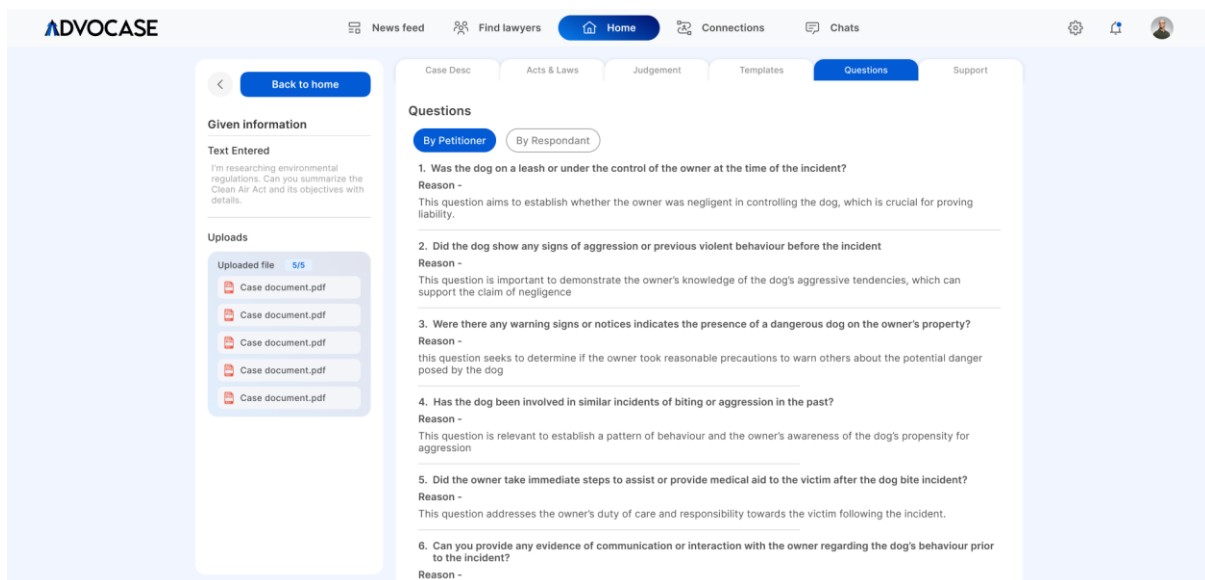 ADVOCASE
News feed
Find lawyers
Home
Connections
Chats
Back to home
Given information
Text Entered
I'm researching environmental
regulations. Can you summarize the
Clean Air Act and its objectives with
details.
Uploads
Uploaded file 5/5
Case document.pdf
Case document.pdf
Case document.pdf
Case document.pdf
Case document.pdf
Case Desc
Acts & Laws
Judgement
Templates
Questions
Support
Questions
By Petitioner
By Respondant
1. Was the dog on a leash or under the control of the owner at the time of the incident?
Reason -
This question aims to establish whether the owner was negligent in controlling the dog, which is crucial for proving
liability.
2. Did the dog show any signs of aggression or previous violent behaviour before the incident
Reason -
This question is important to demonstrate the owner's knowledge of the dog's aggressive tendencies, which can
support the claim of negligence
3. Were there any warning signs or notices indicates the presence of a dangerous dog on the owner's property?
Reason -
this question seeks to determine if the owner took reasonable precautions to warn others about the potential danger
posed by the dog
4. Has the dog been involved in similar incidents of biting or aggression in the past?
Reason -
This question is relevant to establish a pattern of behaviour and the owner's awareness of the dog's propensity for
aggression
5. Did the owner take immediate steps to assist or provide medical aid to the victim after the dog bite incident?
Reason -
This question addresses the owner's duty of care and responsibility towards the victim following the incident.
6. Can you provide any evidence of communication or interaction with the owner regarding the dog's behaviour prior
to the incident?
Reason -